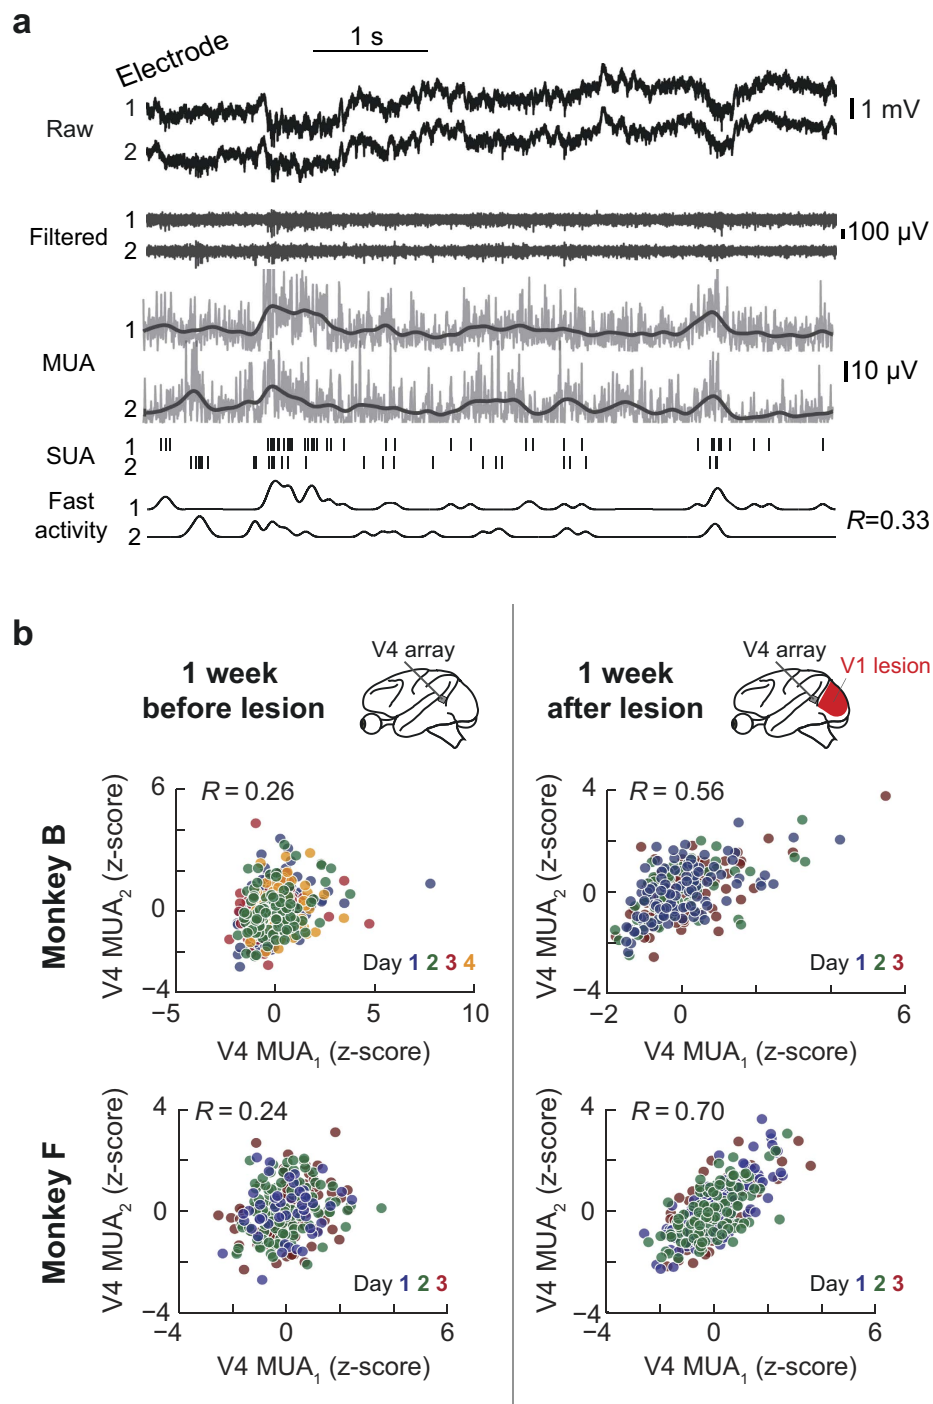 a
1 s
Electrode
Raw
1
2
1 mV
Filtered
1
2
100 µV
MUA
1
2
10 µV
SUA
1
2
Fast activity
1
2
R=0.33
b
1 week
before lesion
V4 array
1 week
after lesion
V4 array
V1 lesion
Monkey B
V4 MUA2 (z-score)
6
0
−4
R = 0.26
Day 1 2 3 4
−5 0 5 10
V4 MUA1 (z-score)
V4 MUA2 (z-score)
4
0
−4
R = 0.56
Day 1 2 3
−2 0 6
V4 MUA1 (z-score)
Monkey F
V4 MUA2 (z-score)
4
0
−4
R = 0.24
Day 1 2 3
−4 0 6
V4 MUA1 (z-score)
V4 MUA2 (z-score)
4
0
−4
R = 0.70
Day 1 2 3
−4 0 6
V4 MUA1 (z-score)